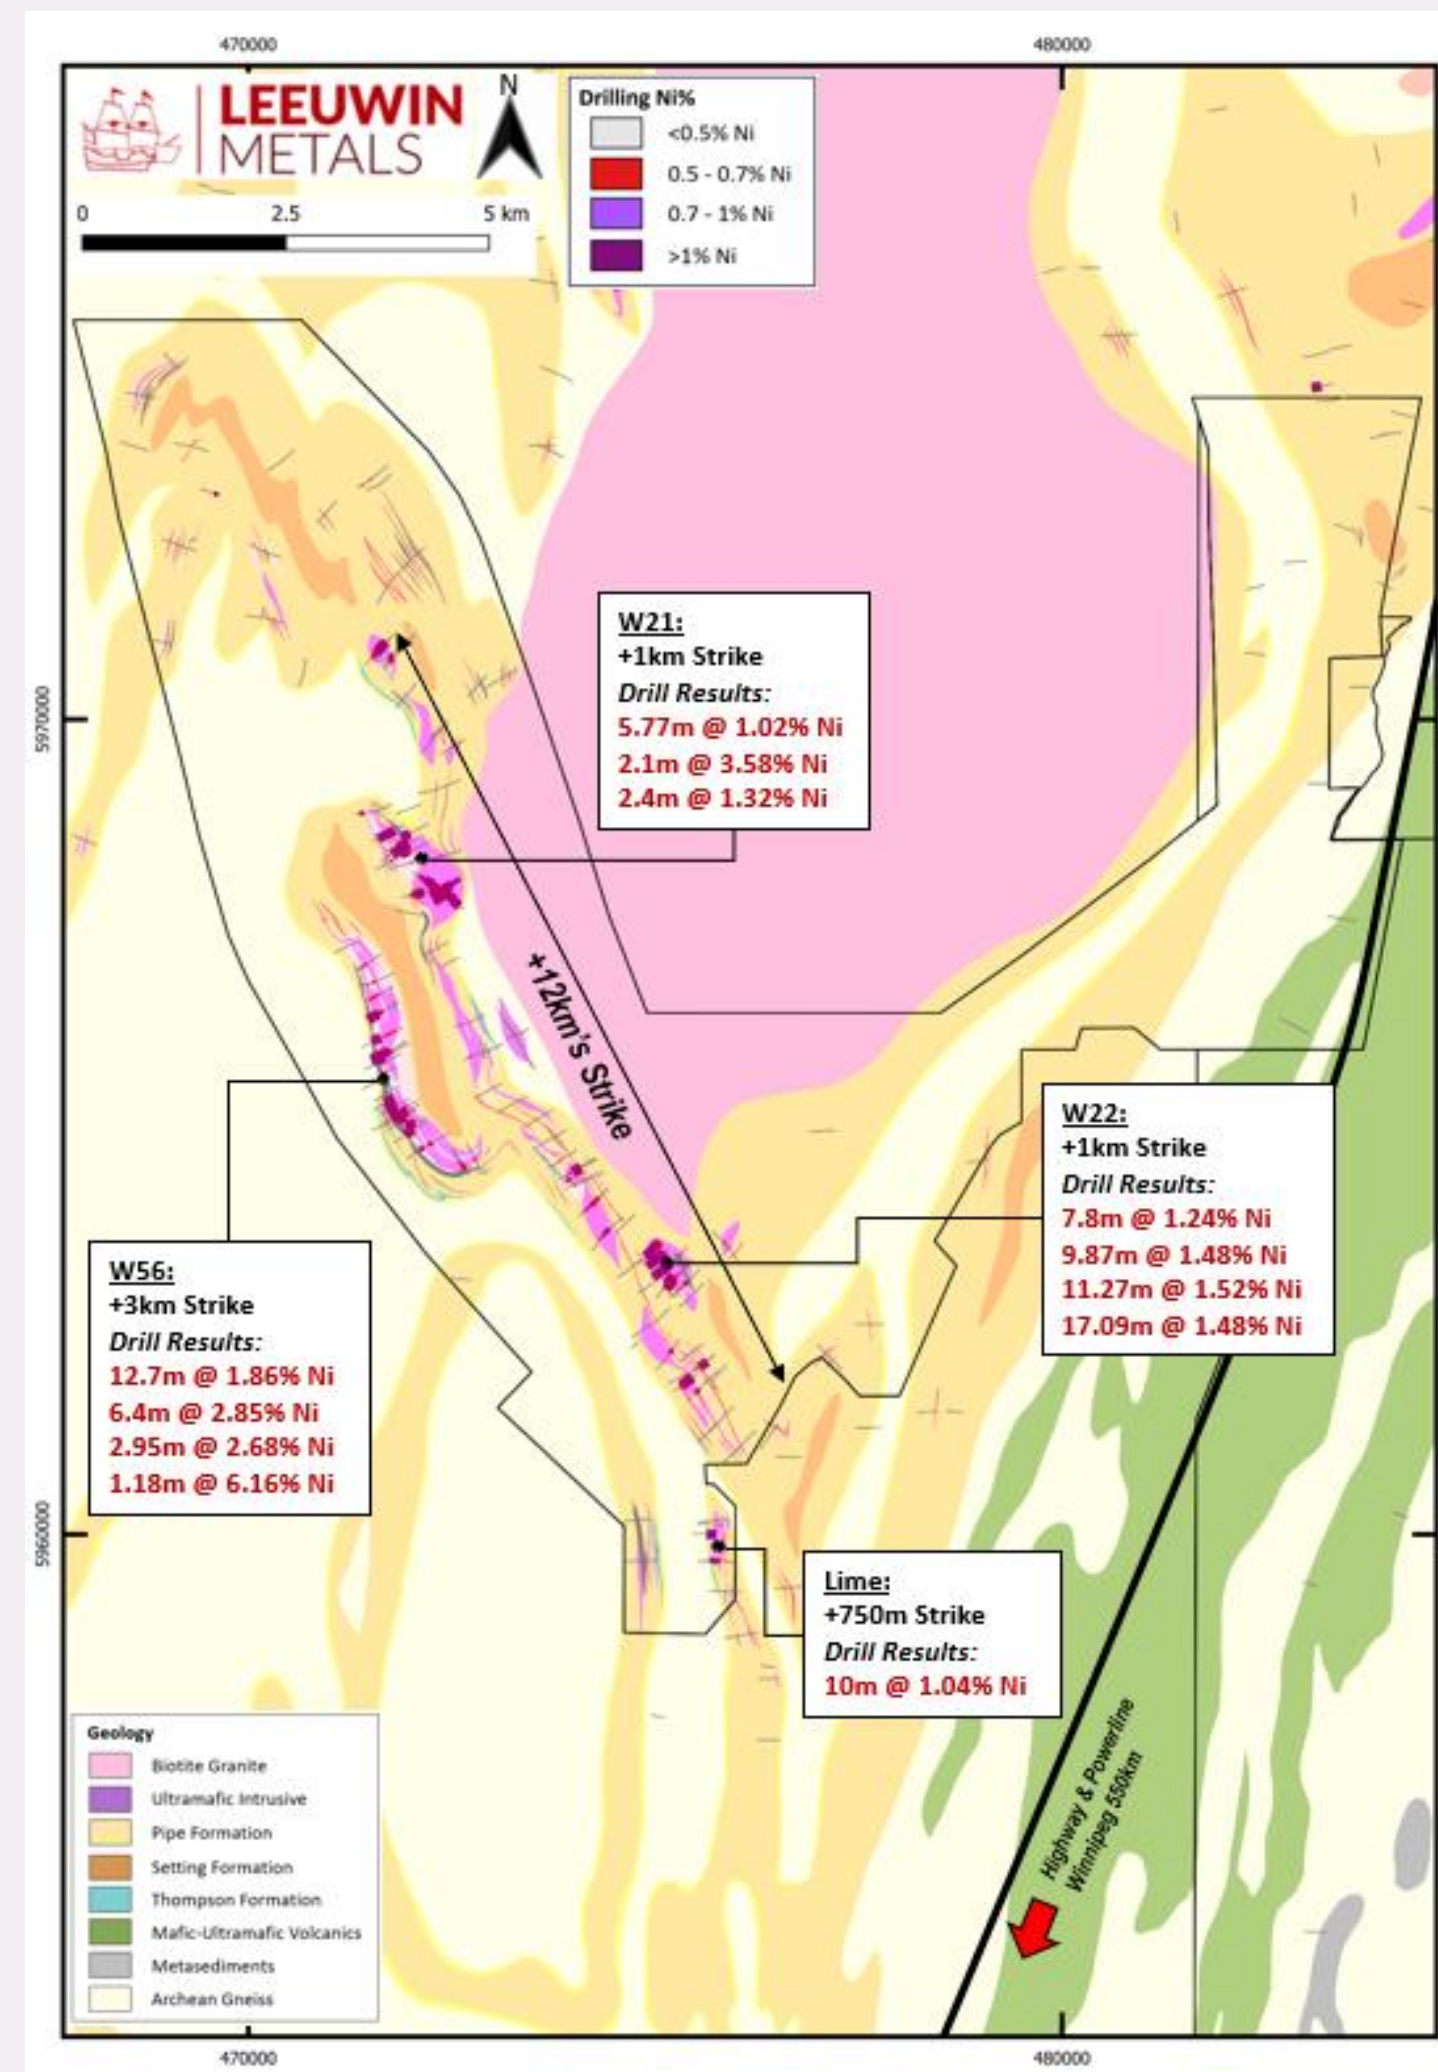 470000
480000
LEEUWIN
METALS
N
0 2.5 5 km
Drilling Ni%
<0.5% Ni
0.5 - 0.7% Ni
0.7 - 1% Ni
>1% Ni
W21:
+1km Strike
Drill Results:
5.77m @ 1.02% Ni
2.1m @ 3.58% Ni
2.4m @ 1.32% Ni
5970000
+12km's Strike
W22:
+1km Strike
Drill Results:
7.8m @ 1.24% Ni
9.87m @ 1.48% Ni
11.27m @ 1.52% Ni
17.09m @ 1.48% Ni
W56:
+3km Strike
Drill Results:
12.7m @ 1.86% Ni
6.4m @ 2.85% Ni
2.95m @ 2.68% Ni
1.18m @ 6.16% Ni
5960000
Lime:
+750m Strike
Drill Results:
10m @ 1.04% Ni
Highway & Powerline
Winnipeg 550km
Geology
Biotite Granite
Ultramafic Intrusive
Pipe Formation
Setting Formation
Thompson Formation
Mafic-Ultramafic Volcanics
Metasediments
Archean Gneiss
470000
480000